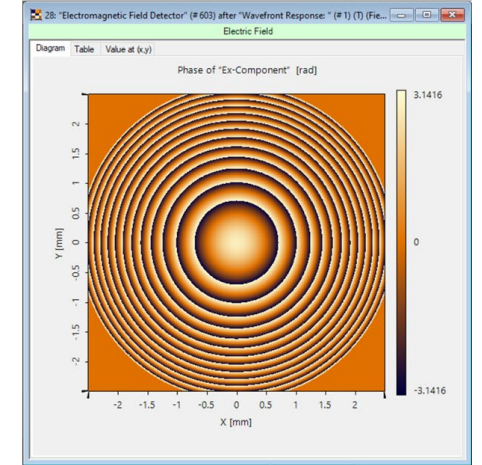 28: "Electromagnetic Field Detector" (#603) after "Wavefront Response: " (#1) (T) (Fie...
Electric Field
Diagram Table Value at (x,y)
Phase of "Ex-Component" [rad]
3.1416
0
-3.1416
2
1.5
1
0.5
0
-0.5
-1
-1.5
-2
Y [mm]
-2 -1.5 -1 -0.5 0 0.5 1 1.5 2
X [mm]